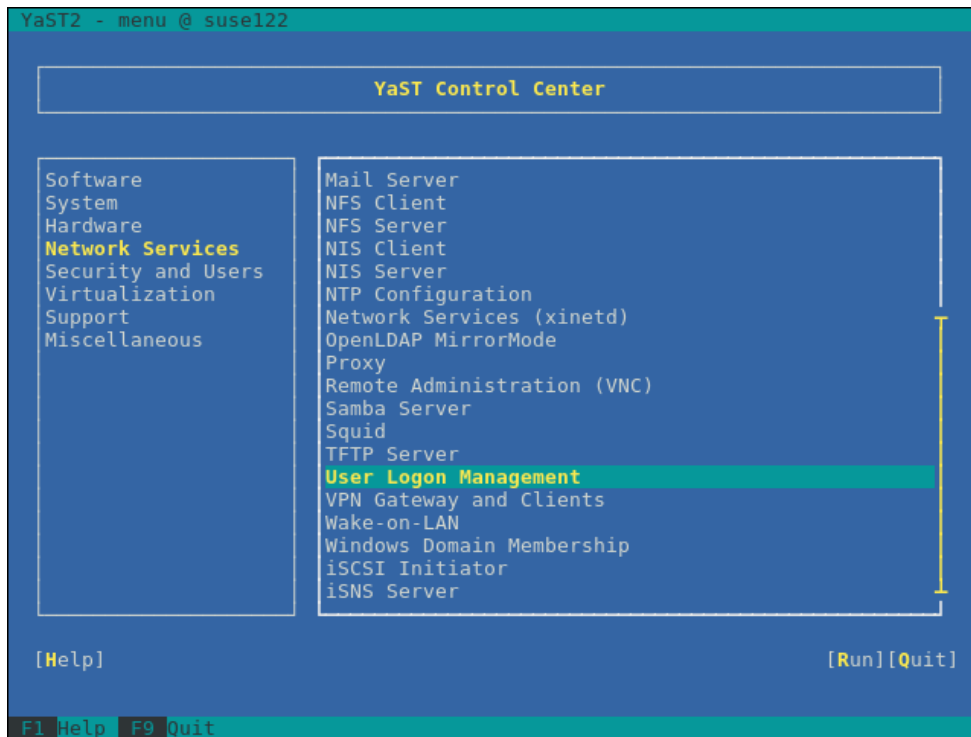 YaST2 - menu @ suse122
YaST Control Center
Software
System
Hardware
Network Services
Security and Users
Virtualization
Support
Miscellaneous
Mail Server
NFS Client
NFS Server
NIS Client
NIS Server
NTP Configuration
Network Services (xinetd)
OpenLDAP MirrorMode
Proxy
Remote Administration (VNC)
Samba Server
Squid
TFTP Server
User Logon Management
VPN Gateway and Clients
Wake-on-LAN
Windows Domain Membership
iSCSI Initiator
iSNS Server
[Help] [Run][Quit]
F1 Help F9 Quit